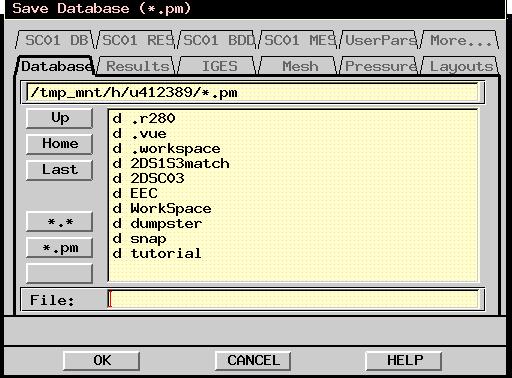 Save Database (*.pm)
SC01 DB SC01 RES SC01 BDD SC01 MES UserPars More...
Database Results IGES Mesh Pressure Layouts
/tmp_mnt/h/u412389/*.pm
Up
Home
Last
*.*
*.pm
d .r280
d .vue
d .workspace
d 2DS1S3match
d 2DSC03
d EEC
d WorkSpace
d dumpster
d snap
d tutorial
File:
OK CANCEL HELP